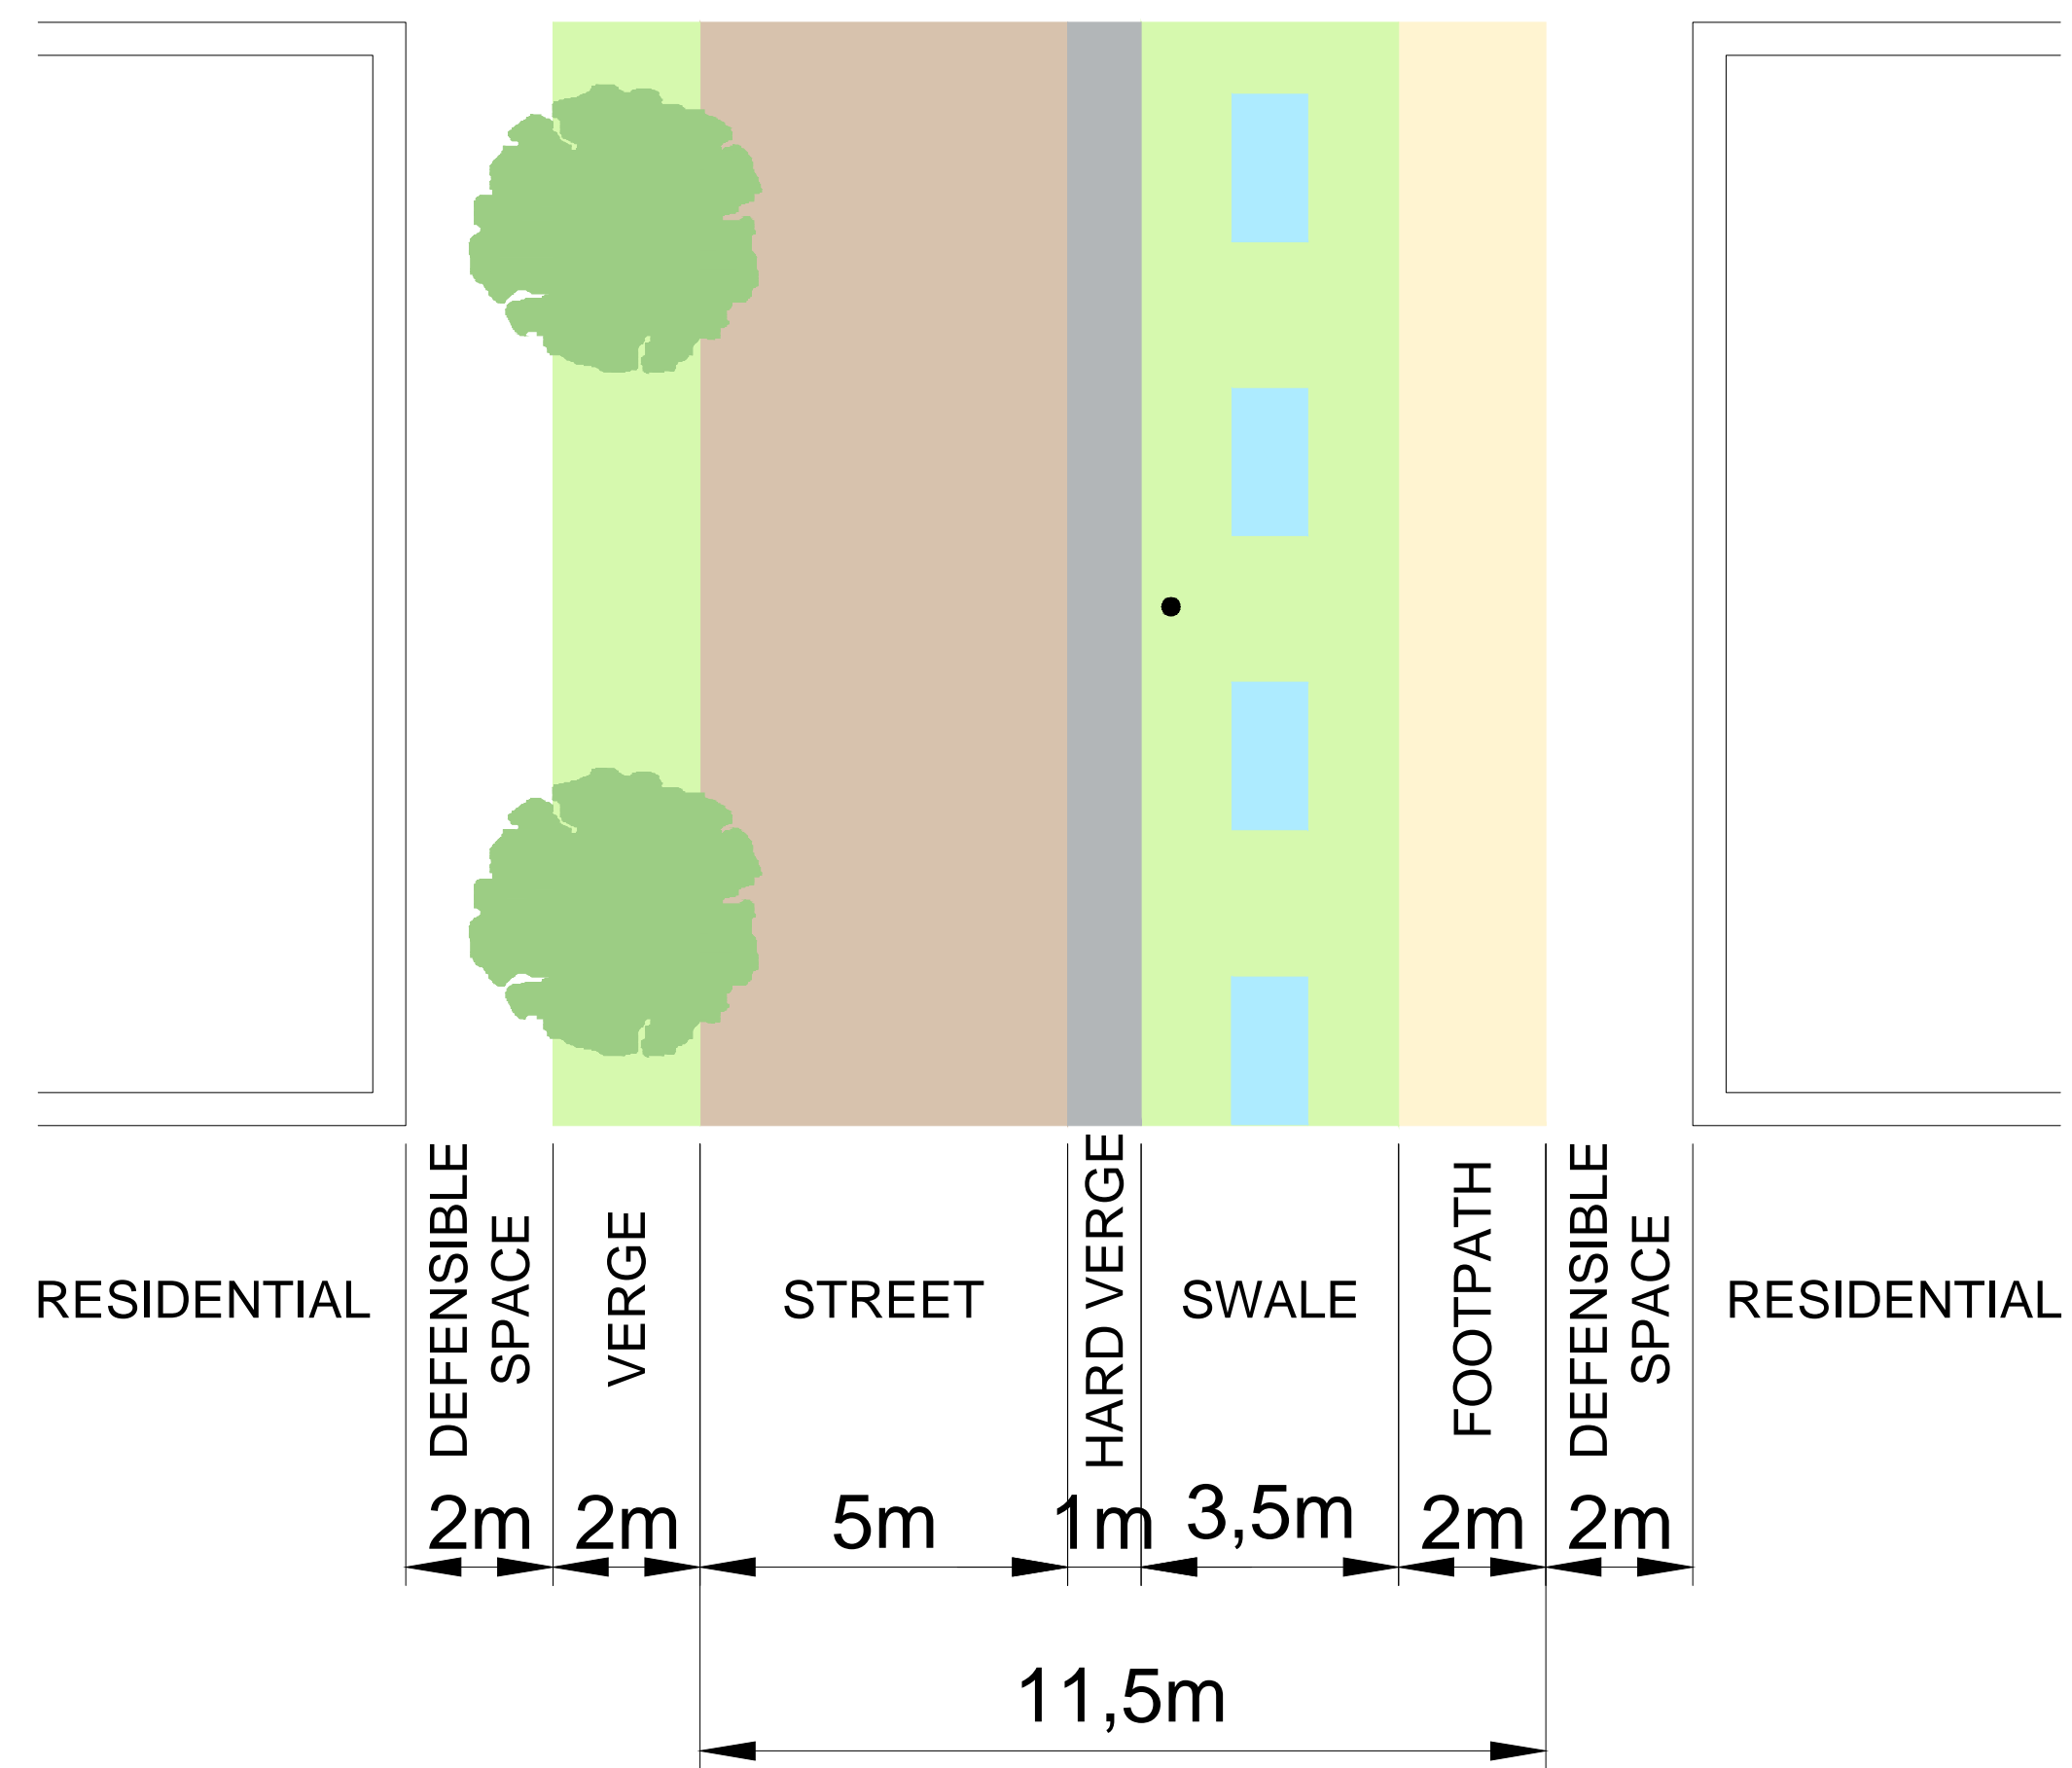 RESIDENTIAL
DEFENSIBLE
SPACE
VERGE
STREET
HARD VERGE
SWALE
FOOTPATH
DEFENSIBLE
SPACE
RESIDENTIAL
2m
2m
5m
1m
3,5m
2m
2m
11,5m